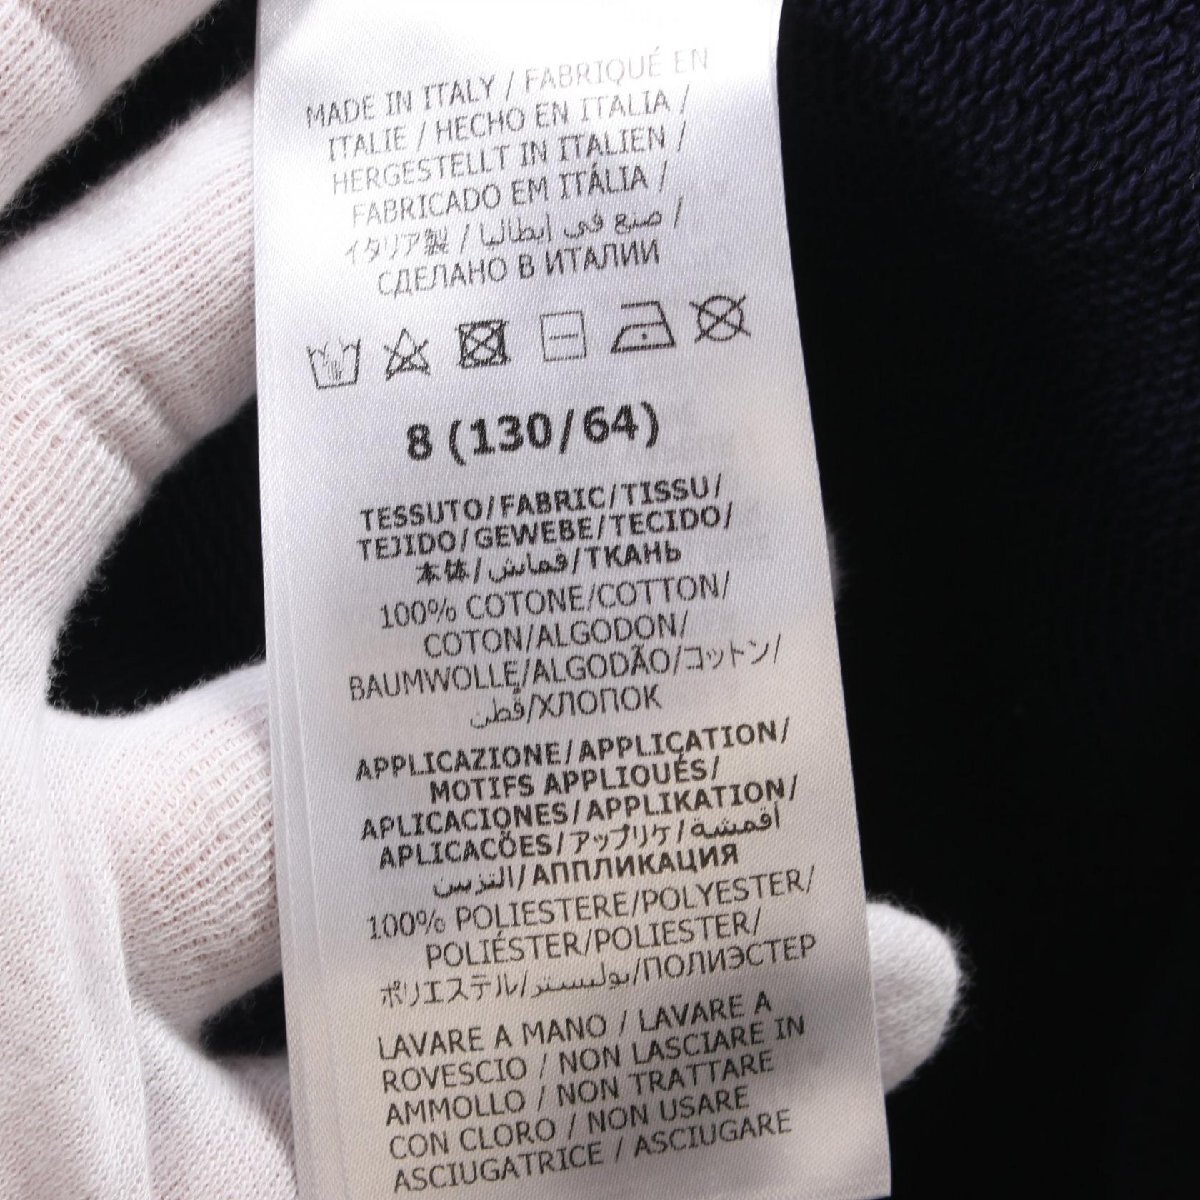 MADE IN ITALY / FABRIQUÉ EN
ITALIE / HECHO EN ITALIA /
HERGESTELLT IN ITALIEN /
FABRICADO EM ITÁLIA /
イタリア製 / صنع في إيطاليا /
СДЕЛАНО В ИТАЛИИ
8 (130/64)
TESSUTO/FABRIC/TISSU/
TEJIDO/GEWEBE/TECIDO/
本体/قماش/ТКАНЬ
100% COTONE/COTTON/
COTON/ALGODON/
BAUMWOLLE/ALGODÃO/コットン/
قطن/ХЛОПОК
APPLICAZIONE/APPLICATION/
MOTIFS APPLIQUÉS/
APLICACIONES/APPLIKATION/
APLICACÕES/アップリケ/أقمشة
التزيين/АППЛИКАЦИЯ
100% POLIESTERE/POLYESTER/
POLIÉSTER/POLIESTER/
ポリエステル/بوليستر/ПОЛИЭСТЕР
LAVARE A MANO / LAVARE A
ROVESCIO / NON LASCIARE IN
AMMOLLO / NON TRATTARE
CON CLORO / NON USARE
ASCIUGATRICE / ASCIUGARE